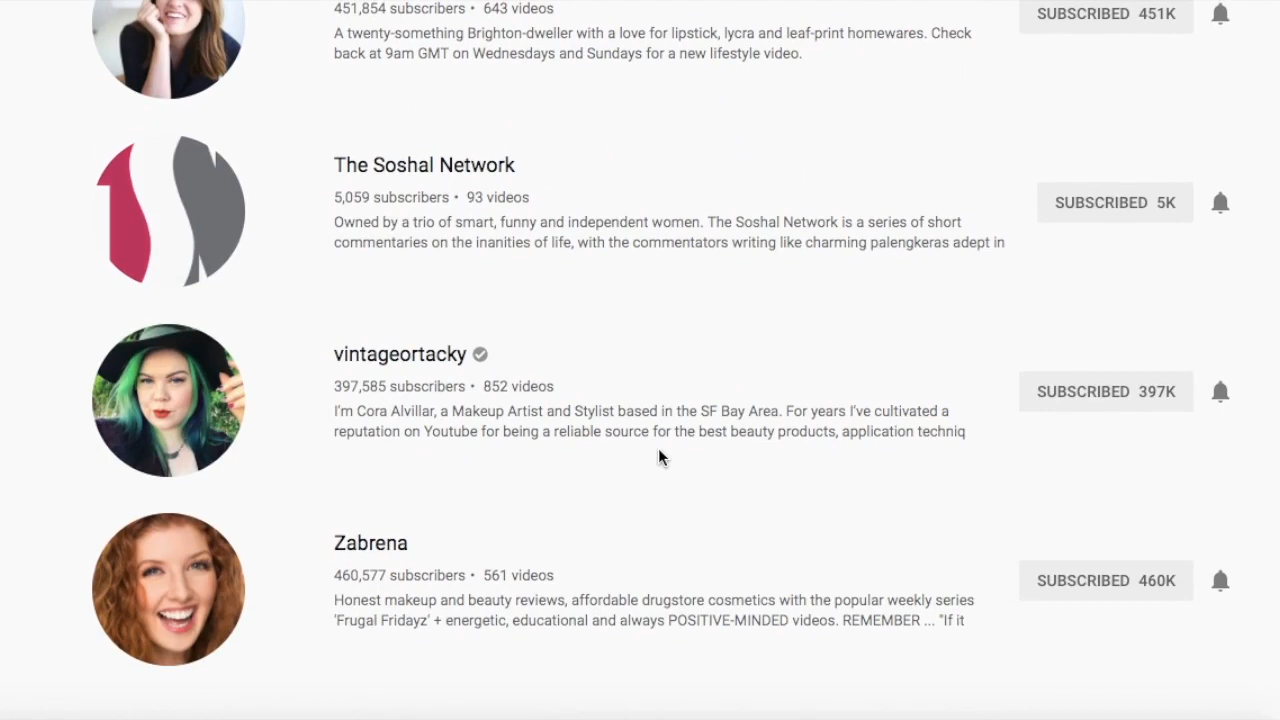 451,854 subscribers • 643 videos
SUBSCRIBED 451K
A twenty-something Brighton-dweller with a love for lipstick, lycra and leaf-print homewares. Check
back at 9am GMT on Wednesdays and Sundays for a new lifestyle video.
The Soshal Network
5,059 subscribers • 93 videos
SUBSCRIBED 5K
Owned by a trio of smart, funny and independent women. The Soshal Network is a series of short
commentaries on the inanities of life, with the commentators writing like charming palengkeras adept in
vintageortacky
397,585 subscribers • 852 videos
SUBSCRIBED 397K
I'm Cora Alvillar, a Makeup Artist and Stylist based in the SF Bay Area. For years I've cultivated a
reputation on Youtube for being a reliable source for the best beauty products, application techniq
Zabrena
460,577 subscribers • 561 videos
SUBSCRIBED 460K
Honest makeup and beauty reviews, affordable drugstore cosmetics with the popular weekly series
'Frugal Fridayz' + energetic, educational and always POSITIVE-MINDED videos. REMEMBER ... "If it